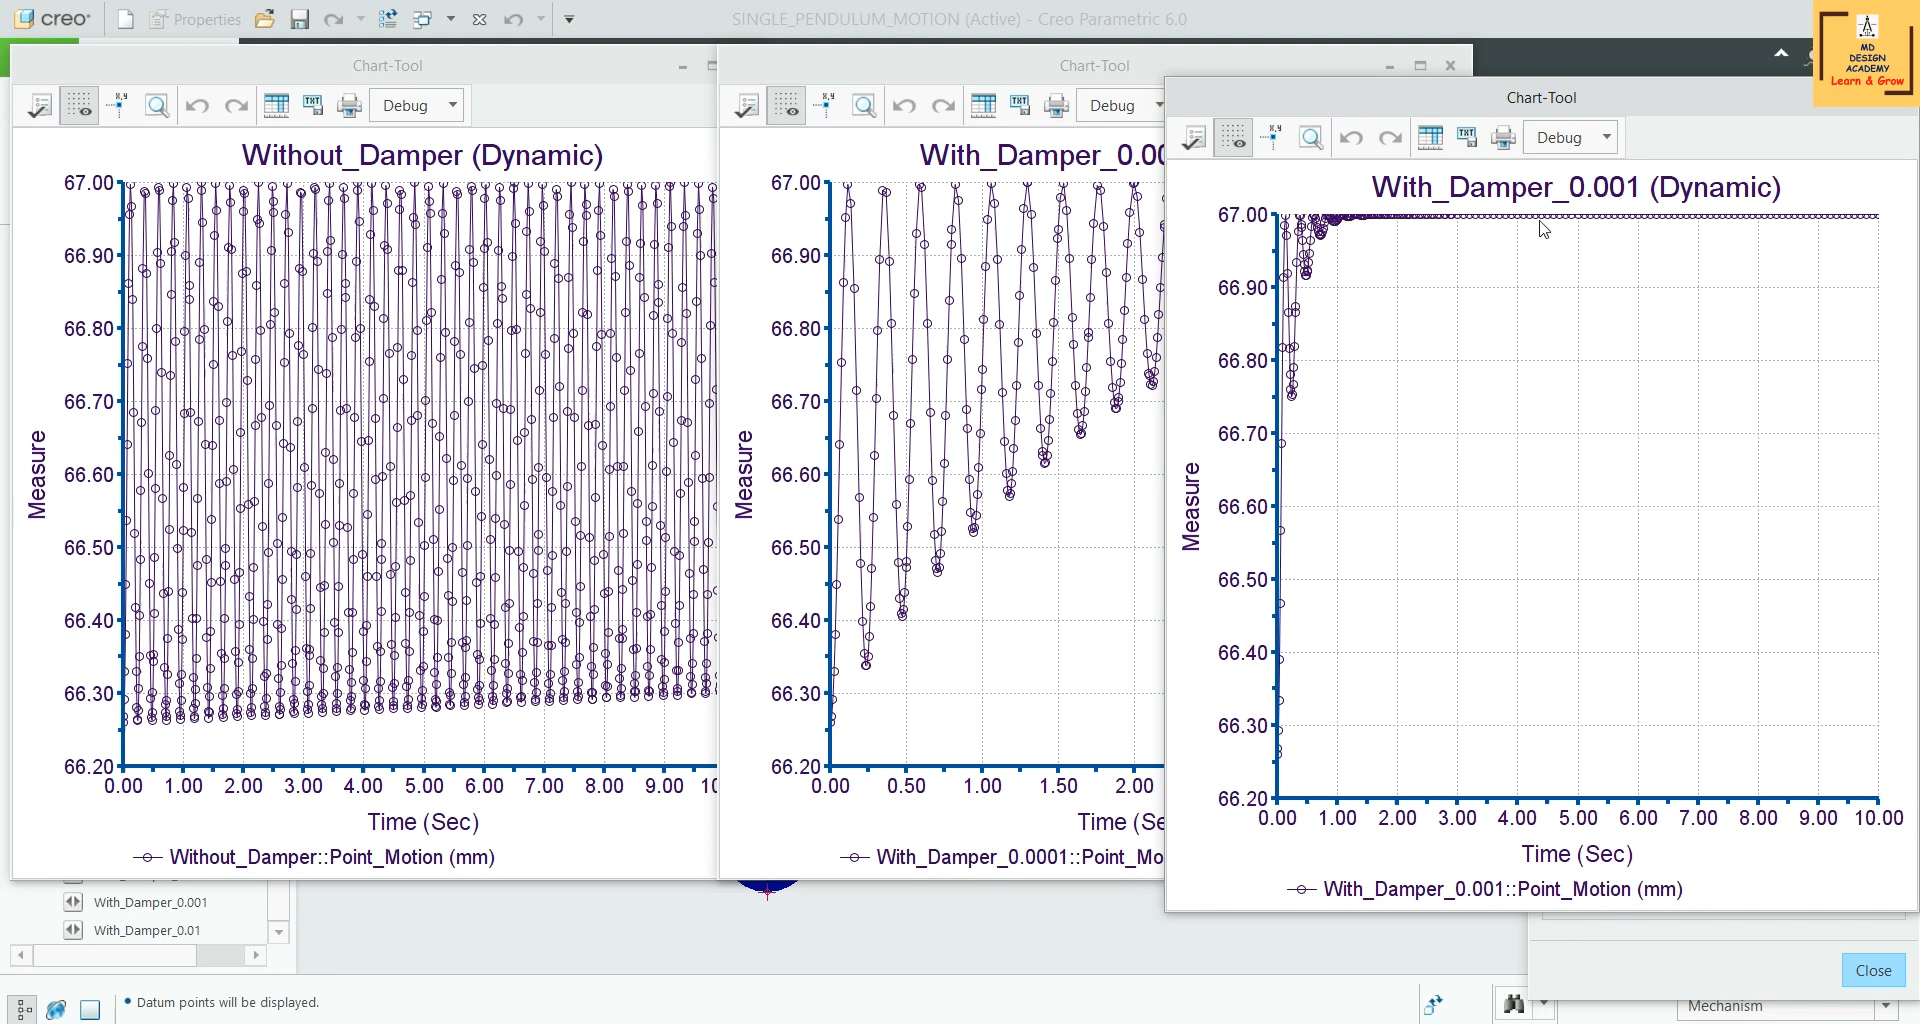 creo
Properties
SINGLE_PENDULUM_MOTION (Active) - Creo Parametric 6.0
MD
DESIGN
ACADEMY
Learn & Grow
Chart-Tool
Debug
Without_Damper (Dynamic)
67.00
66.90
66.80
66.70
66.60
66.50
66.40
66.30
66.20
Measure
0.00 1.00 2.00 3.00 4.00 5.00 6.00 7.00 8.00 9.00 10
Time (Sec)
Without_Damper::Point_Motion (mm)
Chart-Tool
Debug
With_Damper_0.00
67.00
66.90
66.80
66.70
66.60
66.50
66.40
66.30
66.20
Measure
0.00 0.50 1.00 1.50 2.00
Time (Se
With_Damper_0.0001::Point_Mo
Chart-Tool
Debug
With_Damper_0.001 (Dynamic)
67.00
66.90
66.80
66.70
66.60
66.50
66.40
66.30
66.20
Measure
0.00 1.00 2.00 3.00 4.00 5.00 6.00 7.00 8.00 9.00 10.00
Time (Sec)
With_Damper_0.001::Point_Motion (mm)
With_Damper_0.001
With_Damper_0.01
Close
Datum points will be displayed.
Mechanism